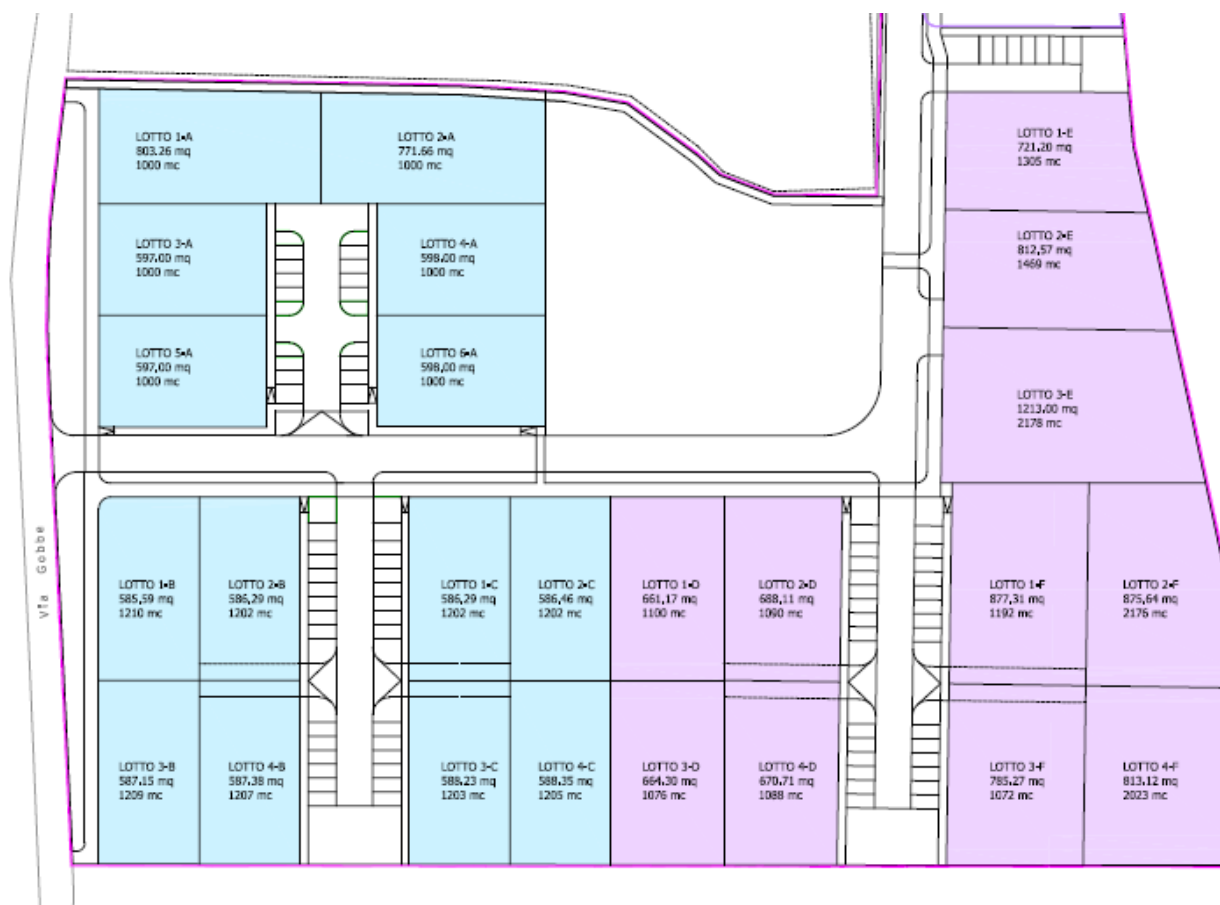 LOTTO 1-A
803.26 mq
1000 mc
LOTTO 2-A
771.66 mq
1000 mc
LOTTO 3-A
597.00 mq
1000 mc
LOTTO 4-A
598.00 mq
1000 mc
LOTTO 5-A
597,00 mq
1000 mc
LOTTO 6-A
598,00 mq
1000 mc
LOTTO 1-E
721.20 mq
1305 mc
LOTTO 2-E
812,57 mq
1469 mc
LOTTO 3-E
1213.00 mq
2178 mc
Via Gobbe
LOTTO 1-B
585,59 mq
1210 mc
LOTTO 2-B
586,29 mq
1202 mc
LOTTO 1-C
586,29 mq
1202 mc
LOTTO 2-C
586,46 mq
1202 mc
LOTTO 1-D
661,17 mq
1100 mc
LOTTO 2-D
688,11 mq
1090 mc
LOTTO 1-F
877,31 mq
1192 mc
LOTTO 2-F
875,64 mq
2176 mc
LOTTO 3-B
587.15 mq
1209 mc
LOTTO 4-B
587.38 mq
1207 mc
LOTTO 3-C
588.23 mq
1203 mc
LOTTO 4-C
588.35 mq
1205 mc
LOTTO 3-D
664.30 mq
1076 mc
LOTTO 4-D
670.71 mq
1088 mc
LOTTO 3-F
785.27 mq
1072 mc
LOTTO 4-F
813.12 mq
2023 mc